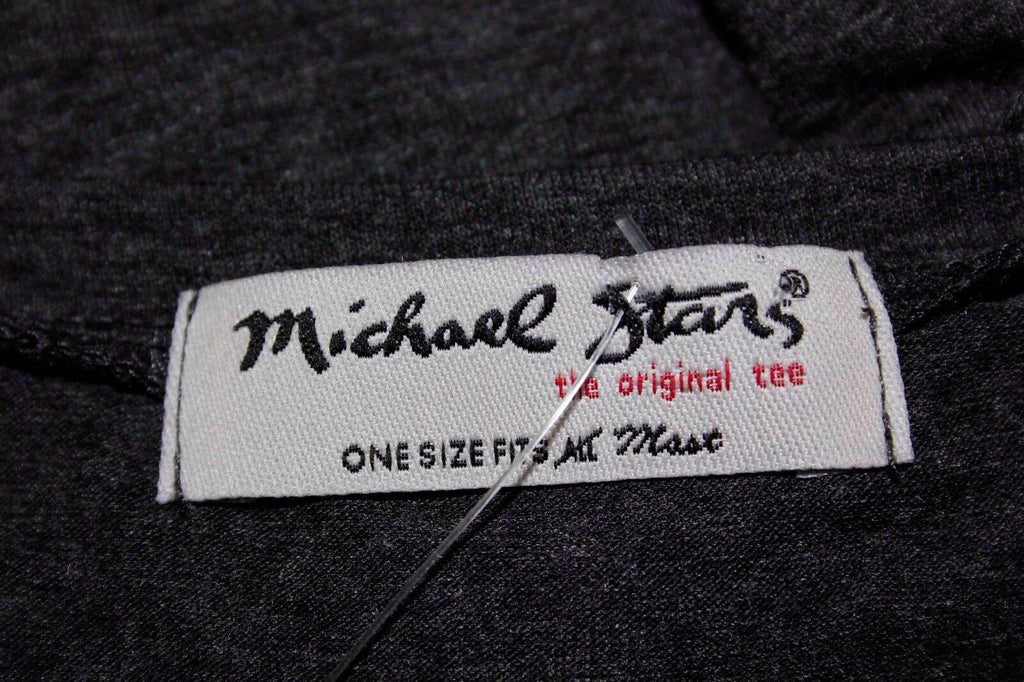 Michael Stars®
the original tee
ONE SIZE FITS All Most